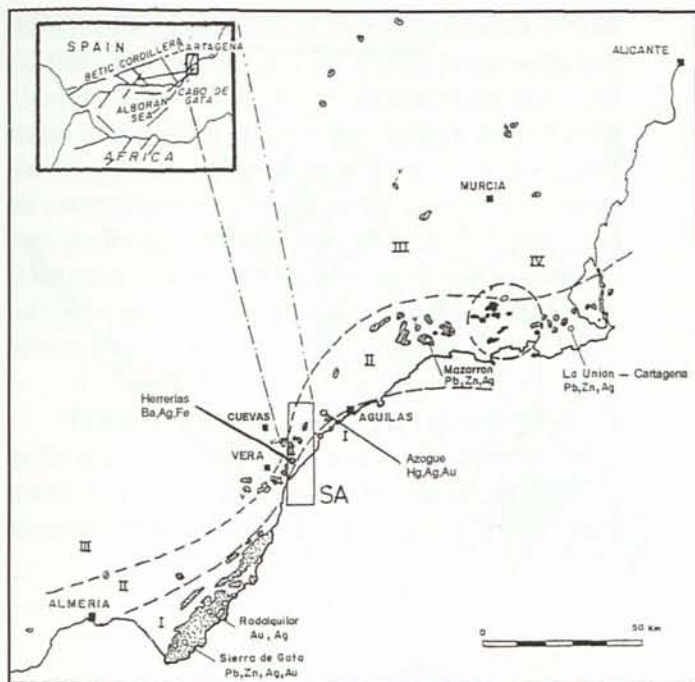 SPAIN
BETIC CORDILLERA
CARTAGENA
CABO DE
GATA
ALBORAN
SEA
AFRICA
ALICANTE
MURCIA
III
IV
II
Mazarron
Pb,Zn,Ag
La Union — Cartagena
Pb,Zn,Ag
Herrerías
Ba,Ag,Fe
CUEVAS
AGUILAS
I
VERA
Azogue
Hg,Ag,Au
SA
III
II
ALMERIA
I
Rodalquilar
Au, Ag
Sierra de Gata
Pb,Zn,Ag,Au
0
50 Km